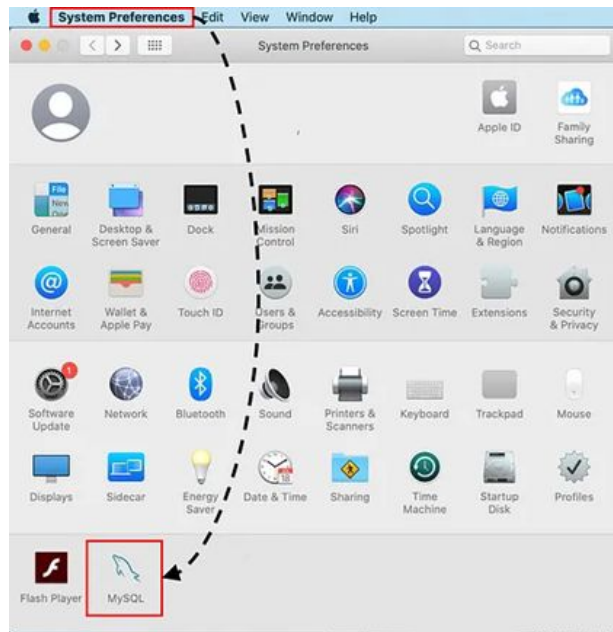 System Preferences Edit View Window Help
System Preferences
Search
Apple ID
Family
Sharing
File
New
General
Desktop &
Screen Saver
Dock
Mission
Control
Siri
Spotlight
Language
& Region
Notifications
Internet
Accounts
Wallet &
Apple Pay
Touch ID
Users &
Groups
Accessibility
Screen Time
Extensions
Security
& Privacy
1
Software
Update
Network
Bluetooth
Sound
Printers &
Scanners
Keyboard
Trackpad
Mouse
18
Displays
Sidecar
Energy
Saver
Date & Time
Sharing
Time
Machine
Startup
Disk
Profiles
Flash Player
MySQL